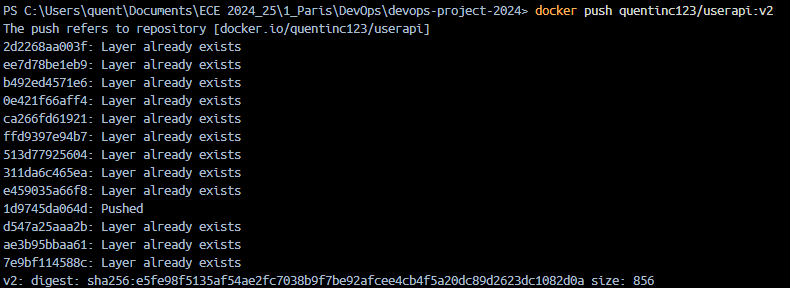 PS C:\Users\quent\Documents\ECE 2024_25\1_Paris\DevOps\devops-project-2024> docker push quentinc123/userapi:v2
The push refers to repository [docker.io/quentinc123/userapi]
2d2268aa003f: Layer already exists
ee7d78be1eb9: Layer already exists
b492ed4571e6: Layer already exists
0e421f66aff4: Layer already exists
ca266fd61921: Layer already exists
ffd9397e94b7: Layer already exists
513d77925604: Layer already exists
311da6c465ea: Layer already exists
e459035a66f8: Layer already exists
1d9745da064d: Pushed
d547a25aaa2b: Layer already exists
ae3b95bbaa61: Layer already exists
7e9bf114588c: Layer already exists
v2: digest: sha256:e5fe98f5135af54ae2fc7038b9f7be92afcee4cb4f5a20dc89d2623dc1082d0a size: 856